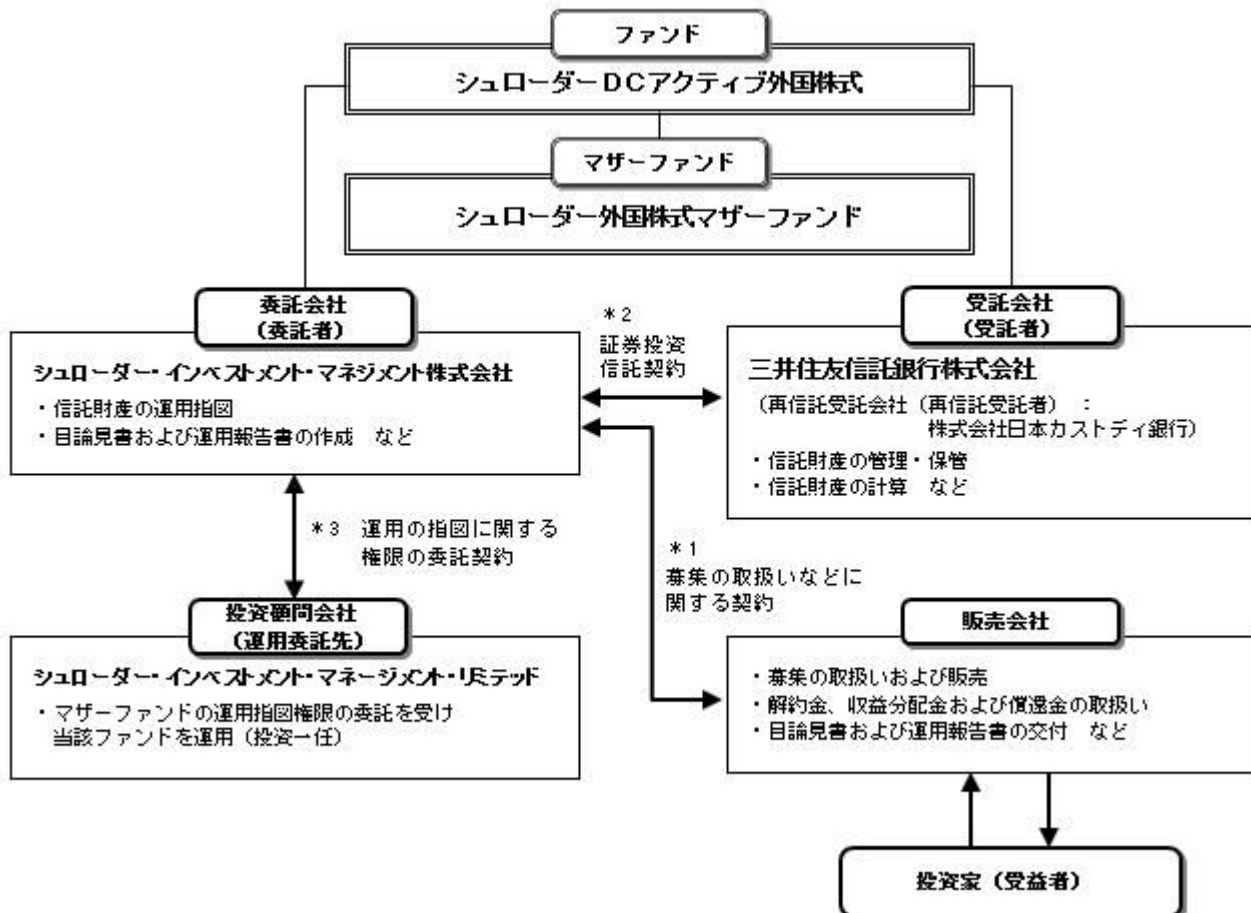 ファンド
シュローダーDCアクティブ外国株式
マザーファンド
シュローダー外国株式マザーファンド
委託会社
(委託者)
シュローダー・インベストメント・マネジメント株式会社
・信託財産の運用指図
・目論見書および運用報告書の作成 など
*2
証券投資
信託契約
受託会社
(受託者)
三井住友信託銀行株式会社
(再信託受託会社(再信託受託者) :
株式会社日本カストディ銀行)
・信託財産の管理・保管
・信託財産の計算 など
*3 運用の指図に関する
権限の委託契約
*1
募集の取扱いなどに
関する契約
投資顧問会社
(運用委託先)
シュローダー・インベストメント・マネージメント・リミテッド
・マザーファンドの運用指図権限の委託を受け
当該ファンドを運用(投資一任)
販売会社
・募集の取扱いおよび販売
・解約金、収益分配金および償還金の取扱い
・目論見書および運用報告書の交付 など
投資家(受益者)